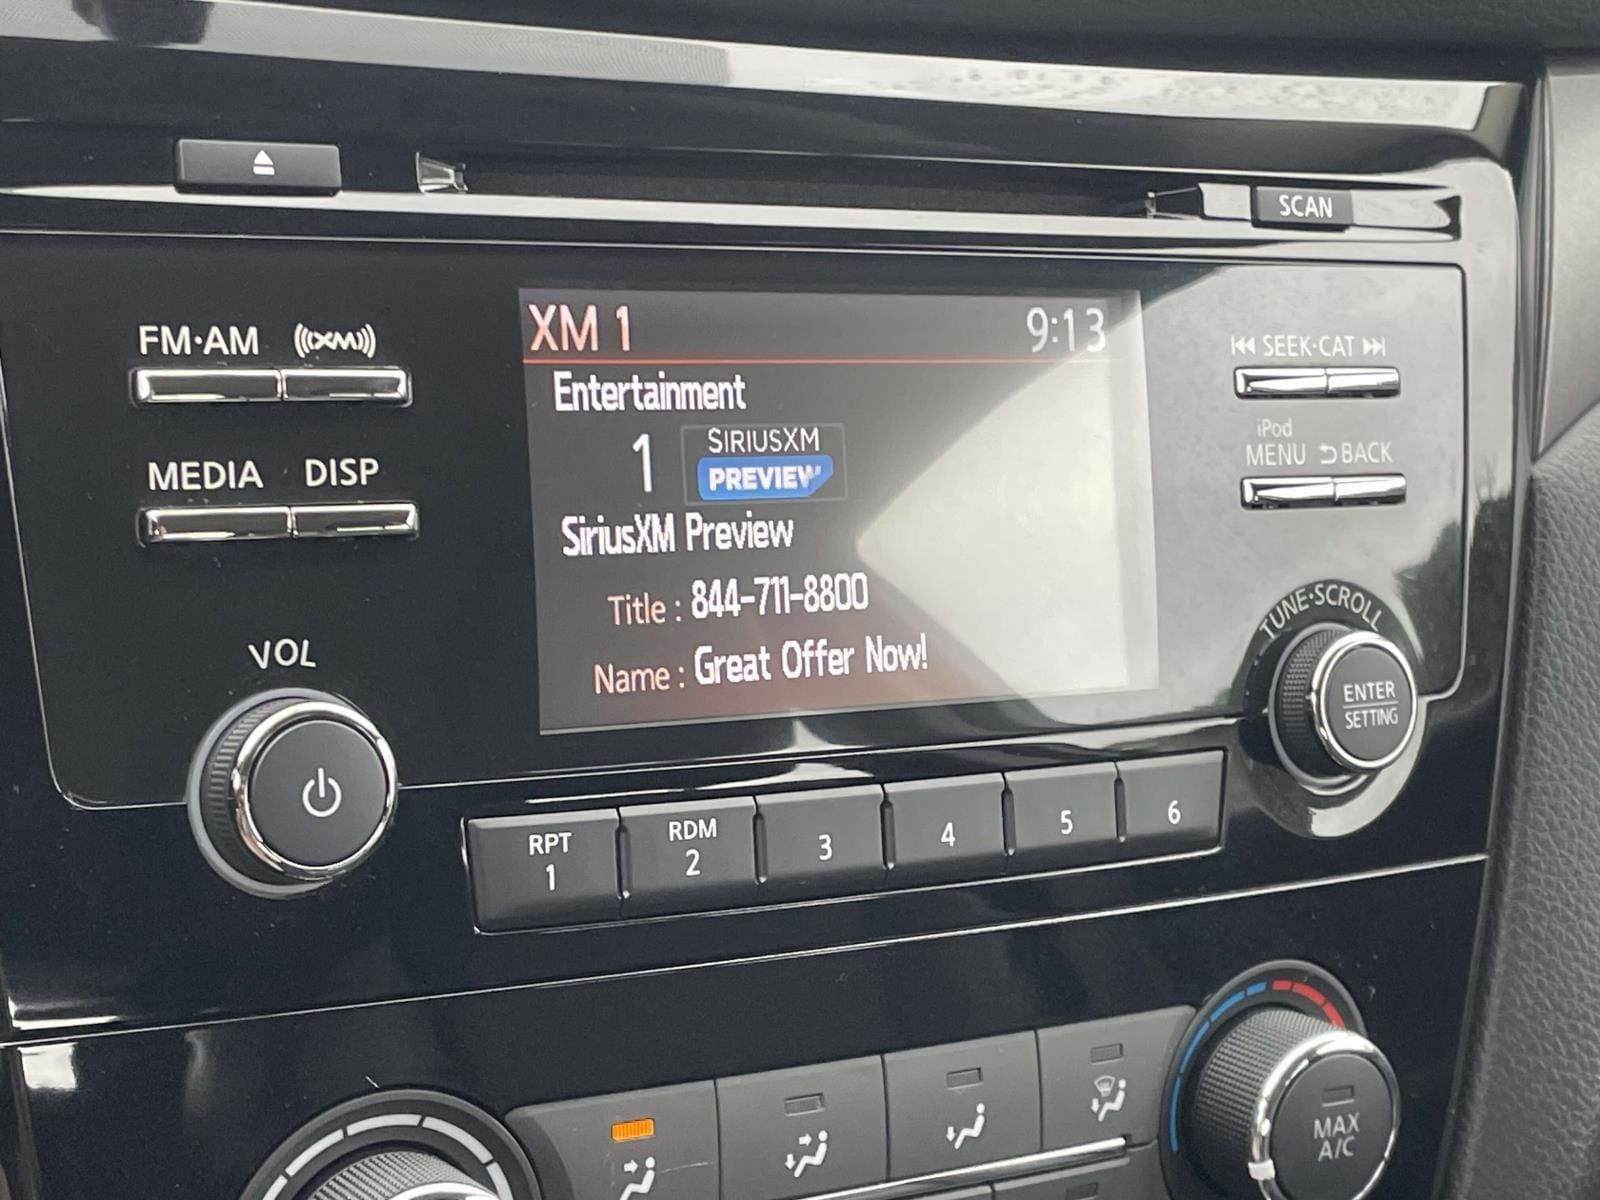 SCAN
FM·AM XM
XM 1 9:13
SEEK·CAT
Entertainment
iPod
MENU BACK
1 SIRIUSXM
PREVIEW
MEDIA DISP
SiriusXM Preview
Title : 844-711-8800
Name : Great Offer Now!
TUNE·SCROLL
ENTER
SETTING
VOL
RPT
1
RDM
2
3
4
5
6
MAX
A/C